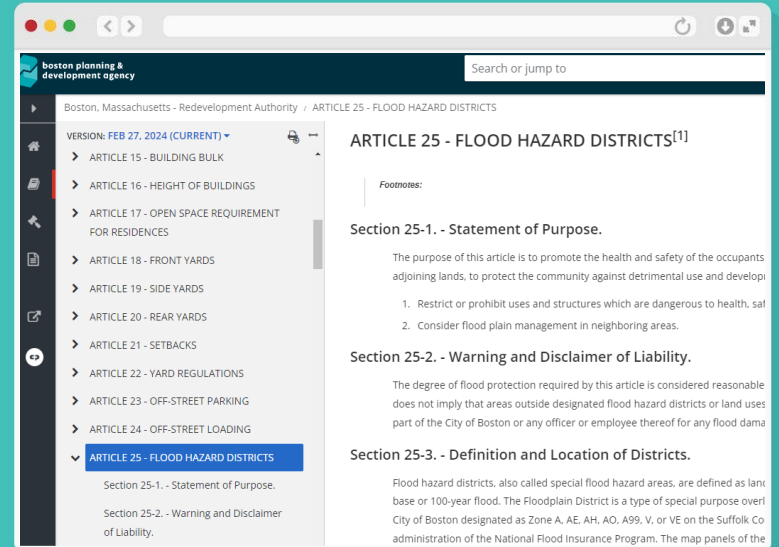 boston planning &
development agency
Search or jump to
Boston, Massachusetts - Redevelopment Authority / ARTICLE 25 - FLOOD HAZARD DISTRICTS
VERSION: FEB 27, 2024 (CURRENT)
ARTICLE 15 - BUILDING BULK
ARTICLE 16 - HEIGHT OF BUILDINGS
ARTICLE 17 - OPEN SPACE REQUIREMENT
FOR RESIDENCES
ARTICLE 18 - FRONT YARDS
ARTICLE 19 - SIDE YARDS
ARTICLE 20 - REAR YARDS
ARTICLE 21 - SETBACKS
ARTICLE 22 - YARD REGULATIONS
ARTICLE 23 - OFF-STREET PARKING
ARTICLE 24 - OFF-STREET LOADING
ARTICLE 25 - FLOOD HAZARD DISTRICTS
Section 25-1. - Statement of Purpose.
Section 25-2. - Warning and Disclaimer
of Liability.
ARTICLE 25 - FLOOD HAZARD DISTRICTS[1]
Footnotes:
Section 25-1. - Statement of Purpose.
The purpose of this article is to promote the health and safety of the occupants
adjoining lands, to protect the community against detrimental use and develop
1. Restrict or prohibit uses and structures which are dangerous to health, saf
2. Consider flood plain management in neighboring areas.
Section 25-2. - Warning and Disclaimer of Liability.
The degree of flood protection required by this article is considered reasonable
does not imply that areas outside designated flood hazard districts or land uses
part of the City of Boston or any officer or employee thereof for any flood dama
Section 25-3. - Definition and Location of Districts.
Flood hazard districts, also called special flood hazard areas, are defined as land
base or 100-year flood. The Floodplain District is a type of special purpose overl
City of Boston designated as Zone A, AE, AH, AO, A99, V, or VE on the Suffolk Co
administration of the National Flood Insurance Program. The map panels of the